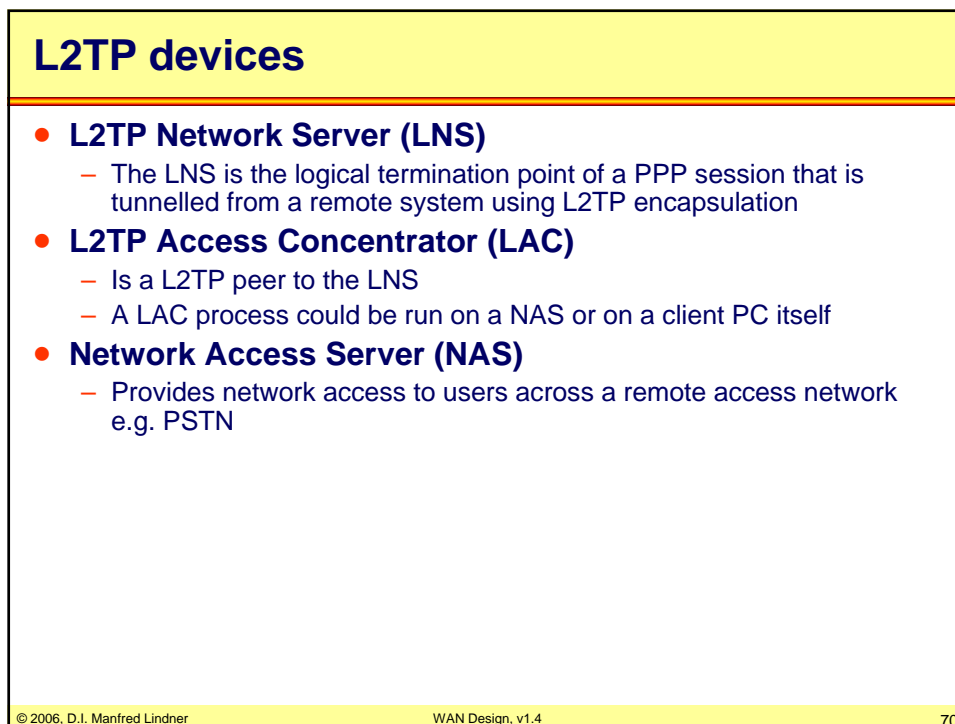 L2TP devices
• L2TP Network Server (LNS)
– The LNS is the logical termination point of a PPP session that is
tunnelled from a remote system using L2TP encapsulation
• L2TP Access Concentrator (LAC)
– Is a L2TP peer to the LNS
– A LAC process could be run on a NAS or on a client PC itself
• Network Access Server (NAS)
– Provides network access to users across a remote access network
e.g. PSTN
© 2006, D.I. Manfred Lindner WAN Design, v1.4 70